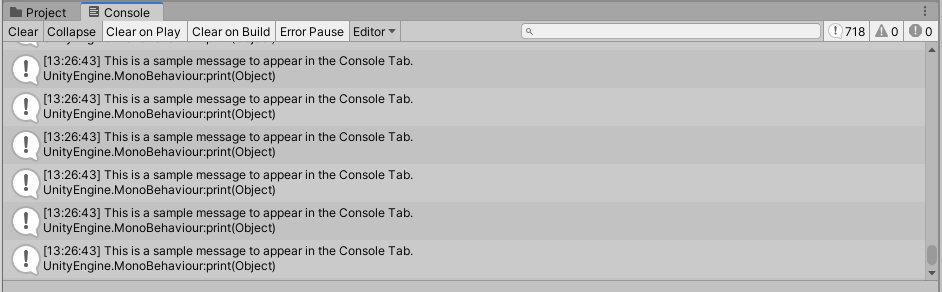 Project
Console
Clear Collapse Clear on Play Clear on Build Error Pause Editor 718 0 0
[13:26:43] This is a sample message to appear in the Console Tab.
UnityEngine.MonoBehaviour:print(Object)
[13:26:43] This is a sample message to appear in the Console Tab.
UnityEngine.MonoBehaviour:print(Object)
[13:26:43] This is a sample message to appear in the Console Tab.
UnityEngine.MonoBehaviour:print(Object)
[13:26:43] This is a sample message to appear in the Console Tab.
UnityEngine.MonoBehaviour:print(Object)
[13:26:43] This is a sample message to appear in the Console Tab.
UnityEngine.MonoBehaviour:print(Object)
[13:26:43] This is a sample message to appear in the Console Tab.
UnityEngine.MonoBehaviour:print(Object)